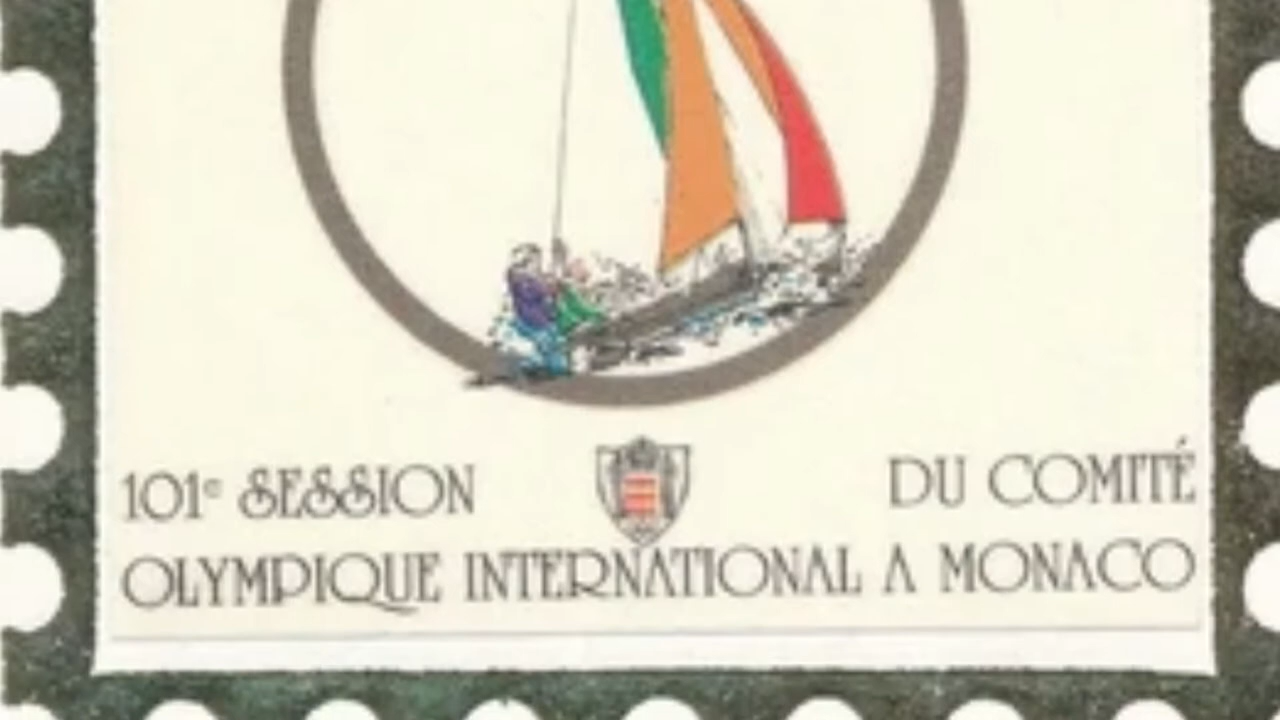 101e SESSION DU COMITÉ
OLYMPIQUE INTERNATIONAL A MONACO